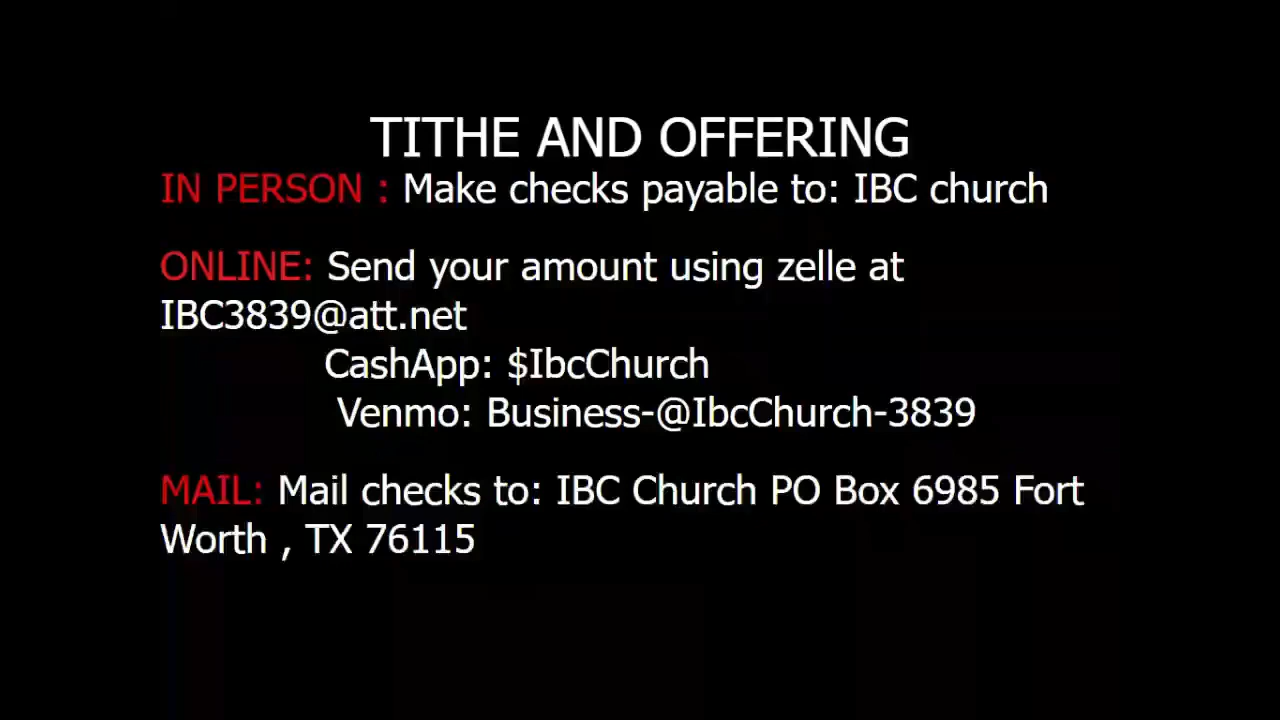 TITHE AND OFFERING
IN PERSON : Make checks payable to: IBC church
ONLINE: Send your amount using zelle at
IBC3839@att.net
CashApp: $IbcChurch
Venmo: Business-@IbcChurch-3839
MAIL: Mail checks to: IBC Church PO Box 6985 Fort
Worth , TX 76115